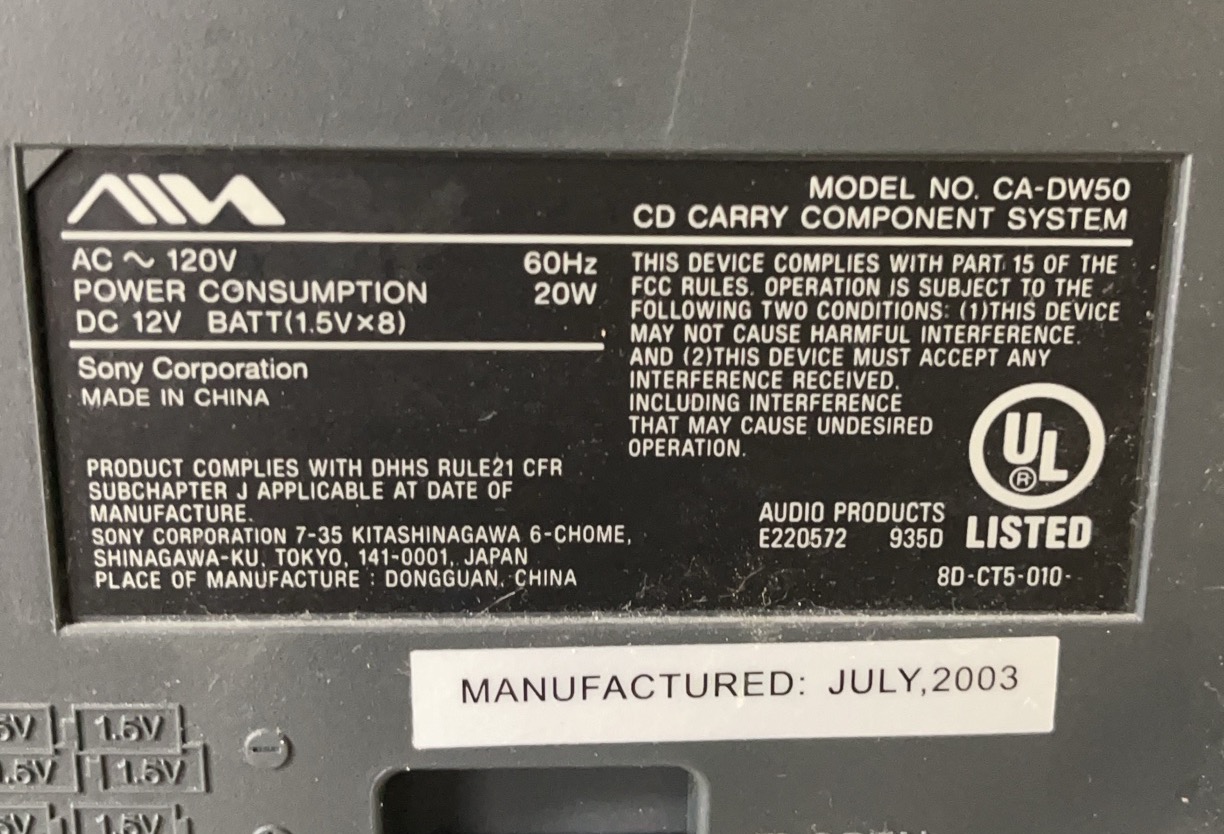 AIWA
MODEL NO. CA-DW50
CD CARRY COMPONENT SYSTEM
AC ~ 120V 60Hz
POWER CONSUMPTION 20W
DC 12V BATT(1.5V×8)
Sony Corporation
MADE IN CHINA
PRODUCT COMPLIES WITH DHHS RULE21 CFR
SUBCHAPTER J APPLICABLE AT DATE OF
MANUFACTURE.
SONY CORPORATION 7-35 KITASHINAGAWA 6-CHOME,
SHINAGAWA-KU, TOKYO, 141-0001, JAPAN
PLACE OF MANUFACTURE : DONGGUAN, CHINA
THIS DEVICE COMPLIES WITH PART 15 OF THE
FCC RULES. OPERATION IS SUBJECT TO THE
FOLLOWING TWO CONDITIONS: (1)THIS DEVICE
MAY NOT CAUSE HARMFUL INTERFERENCE.
AND (2)THIS DEVICE MUST ACCEPT ANY
INTERFERENCE RECEIVED.
INCLUDING INTERFERENCE
THAT MAY CAUSE UNDESIRED
OPERATION.
UL ®
LISTED
AUDIO PRODUCTS
E220572 935D
8D-CT5-010-
MANUFACTURED: JULY,2003
5V 1.5V
1.5V 1.5V
5V 1.5V